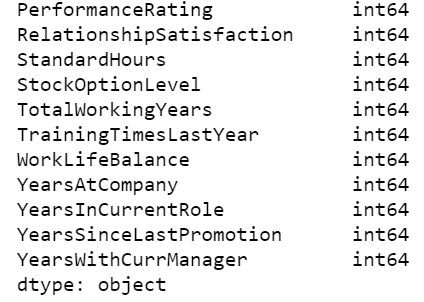 PerformanceRating int64
RelationshipSatisfaction int64
StandardHours int64
StockOptionLevel int64
TotalWorkingYears int64
TrainingTimesLastYear int64
WorkLifeBalance int64
YearsAtCompany int64
YearsInCurrentRole int64
YearsSinceLastPromotion int64
YearsWithCurrManager int64
dtype: object